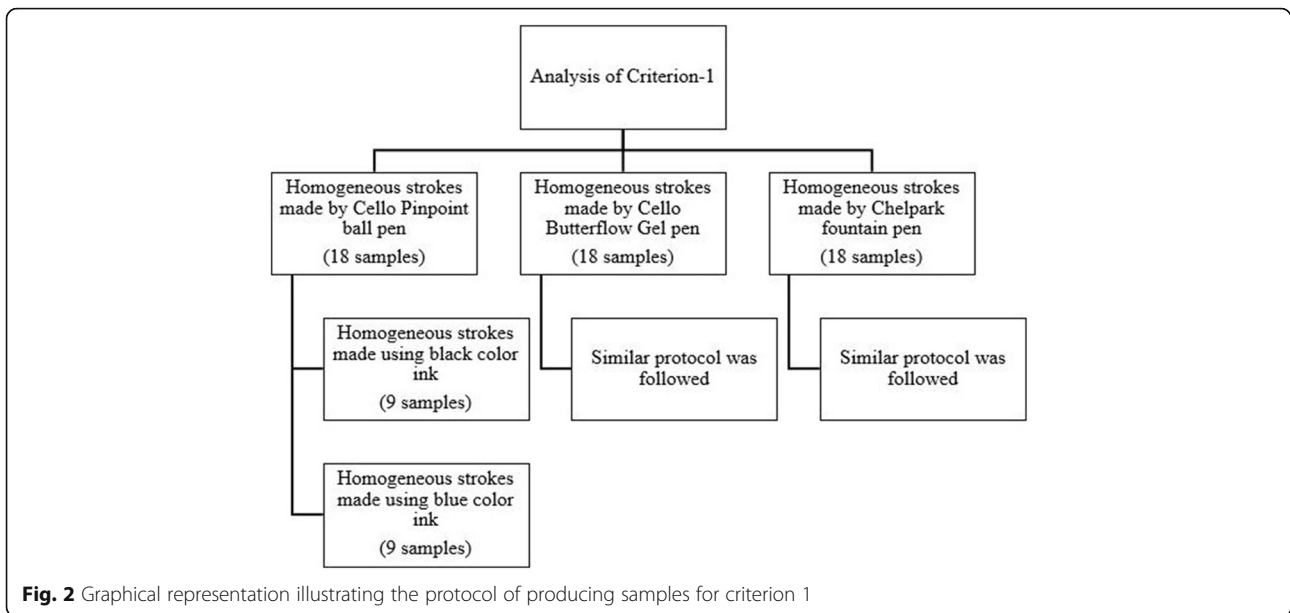 Analysis of Criterion-1
Homogeneous strokes
made by Cello Pinpoint
ball pen
(18 samples)
Homogeneous strokes
made by Cello
Butterflow Gel pen
(18 samples)
Homogeneous strokes
made by Chelpark
fountain pen
(18 samples)
Homogeneous strokes
made using black color
ink
(9 samples)
Similar protocol was
followed
Similar protocol was
followed
Homogeneous strokes
made using blue color
ink
(9 samples)
Fig. 2 Graphical representation illustrating the protocol of producing samples for criterion 1